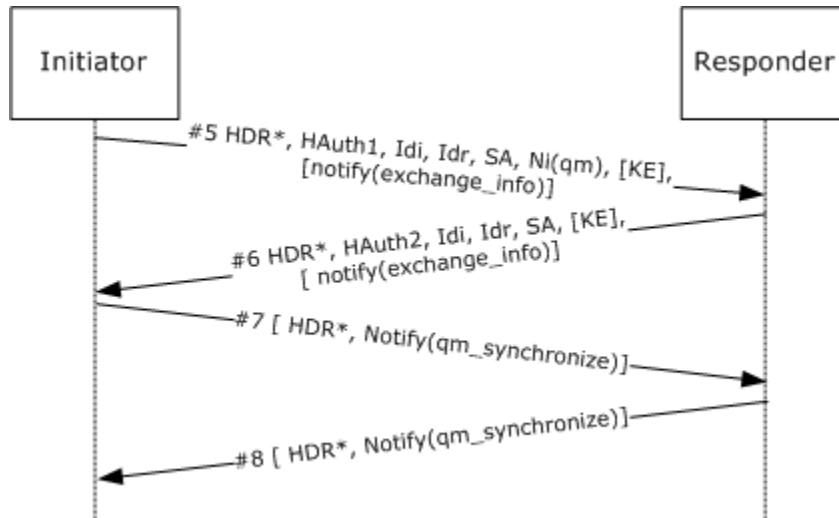 Initiator
Responder
#5 HDR*, HAuth1, Idi, Idr, SA, Ni(qm), [KE],
[notify(exchange_info)]
#6 HDR*, HAuth2, Idi, Idr, SA, [KE],
[ notify(exchange_info)]
#7 [ HDR*, Notify(qm_synchronize)]
#8 [ HDR*, Notify(qm_synchronize)]